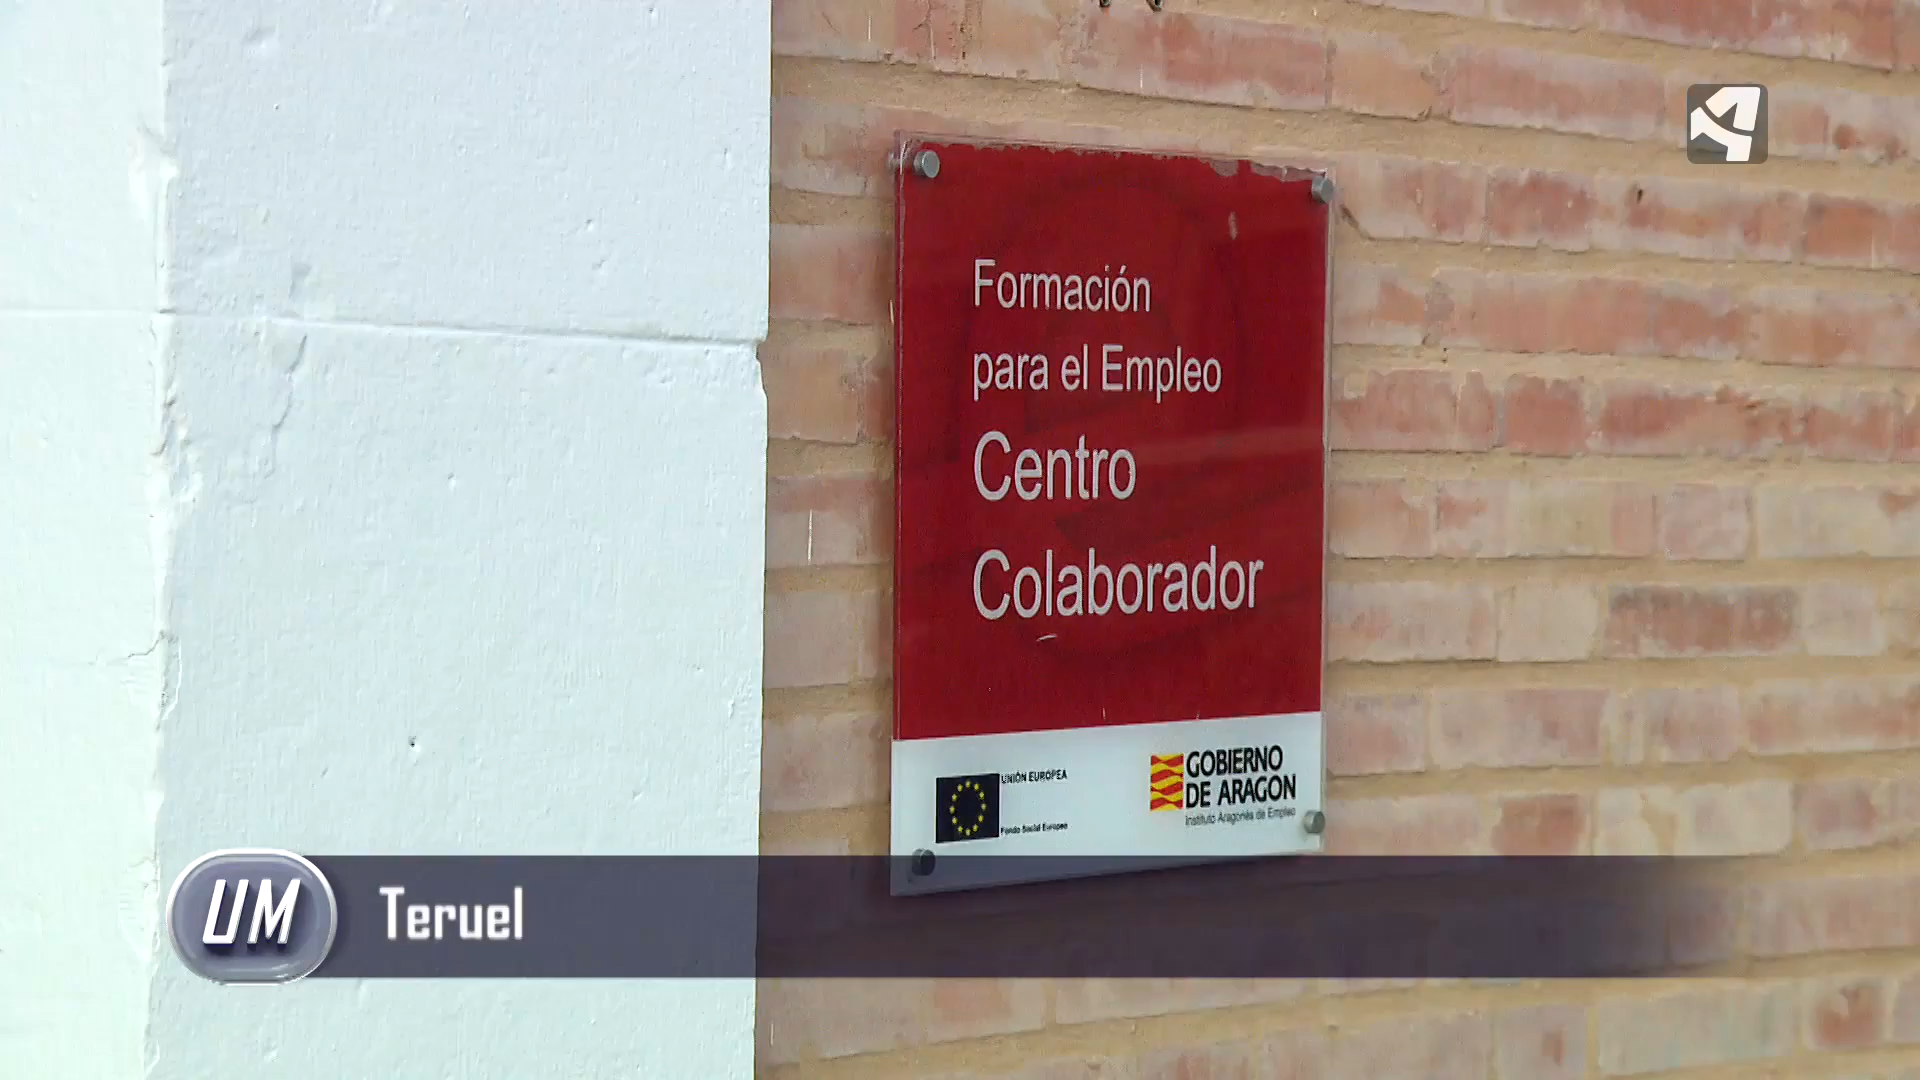 Formación
para el Empleo
Centro
Colaborador
UNIÓN EUROPEA
Fondo Social Europeo
GOBIERNO
DE ARAGON
Instituto Aragonés de Empleo
UM
Teruel